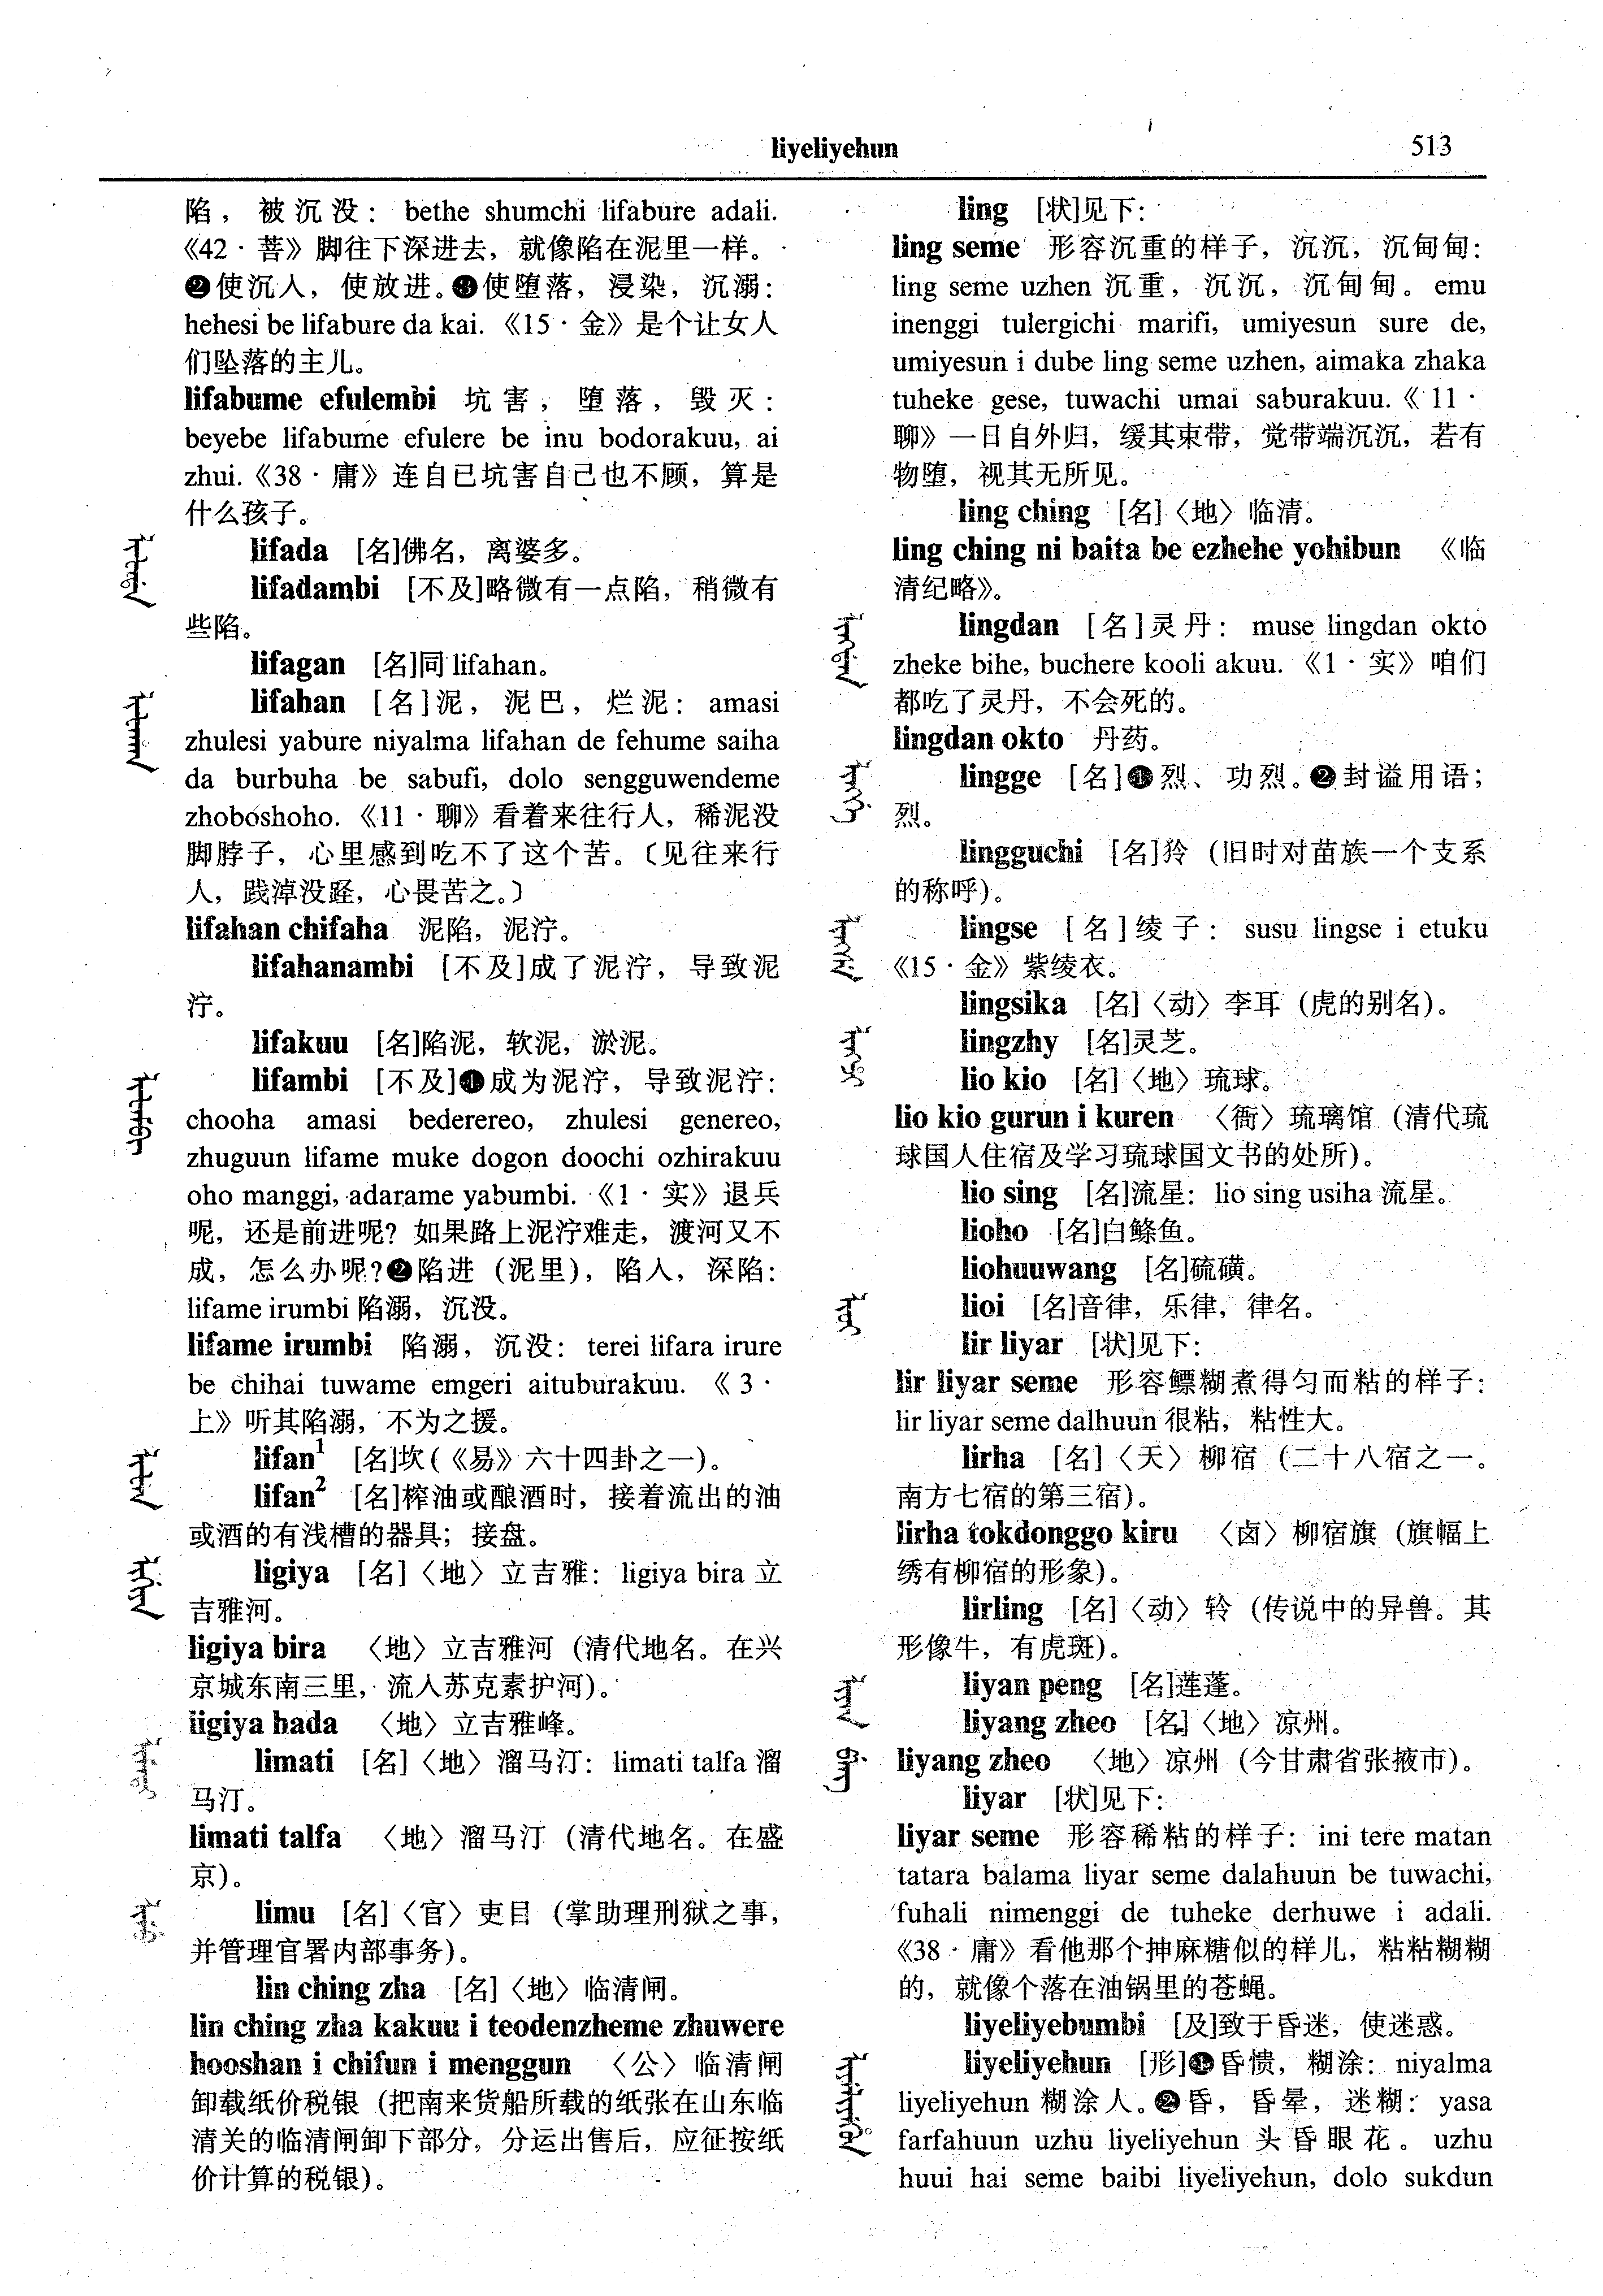 liyeliyehun
513
陷，被沉没：bethe shumchi lifabure adali.
《42·菩》脚往下深进去，就像陷在泥里一样。
❷使沉入，使放进。❸使堕落，浸染，沉溺：
hehesi be lifabure da kai.《15·金》是个让女人
们坠落的主儿。
lifabume efulembi 坑害，堕落，毁灭：
beyebe lifabume efulere be inu bodorakuu, ai
zhui.《38·庸》连自已坑害自己也不顾，算是
什么孩子。
lifada [名]佛名，离婆多。
lifadambi [不及]略微有一点陷，稍微有
些陷。
lifagan [名]同 lifahan。
lifahan [名]泥，泥巴，烂泥：amasi
zhulesi yabure niyalma lifahan de fehume saiha
da burbuha be sabufi, dolo sengguwendeme
zhoboshoho.《11·聊》看着来往行人，稀泥没
脚脖子，心里感到吃不了这个苦。〔见往来行
人，践淖没踁，心畏苦之。〕
lifahan chifaha 泥陷，泥泞。
lifahanambi [不及]成了泥泞，导致泥
泞。
lifakuu [名]陷泥，软泥，淤泥。
lifambi [不及]❶成为泥泞，导致泥泞：
chooha amasi bederereo, zhulesi genereo,
zhuguun lifame muke dogon doochi ozhirakuu
oho manggi, adarame yabumbi.《1·实》退兵
呢，还是前进呢？如果路上泥泞难走，渡河又不
成，怎么办呢？❷陷进（泥里），陷入，深陷：
lifame irumbi 陷溺，沉没。
lifame irumbi 陷溺，沉没：terei lifara irure
be chihai tuwame emgeri aituburakuu.《3·
上》听其陷溺，不为之援。
lifan¹ [名]坎(《易》六十四卦之一)。
lifan² [名]榨油或酿酒时，接着流出的油
或酒的有浅槽的器具；接盘。
ligiya [名]〈地〉立吉雅：ligiya bira 立
吉雅河。
ligiya bira 〈地〉立吉雅河（清代地名。在兴
京城东南三里，流入苏克素护河）。
ligiya hada 〈地〉立吉雅峰。
limati [名]〈地〉溜马汀：limati talfa 溜
马汀。
limati talfa 〈地〉溜马汀（清代地名。在盛
京）。
limu [名]〈官〉吏目（掌助理刑狱之事，
并管理官署内部事务）。
lin ching zha [名]〈地〉临清闸。
lin ching zha kakuu i teodenzheme zhuwere
hooshan i chifun i menggun 〈公〉临清闸
卸载纸价税银（把南来货船所载的纸张在山东临
清关的临清闸卸下部分，分运出售后，应征按纸
价计算的税银）。
ling [状]见下：
ling seme 形容沉重的样子，沉沉，沉甸甸：
ling seme uzhen 沉重，沉沉，沉甸甸。emu
inenggi tulergichi marifi, umiyesun sure de,
umiyesun i dube ling seme uzhen, aimaka zhaka
tuheke gese, tuwachi umai saburakuu.《11·
聊》一日自外归，缓其束带，觉带端沉沉，若有
物堕，视其无所见。
ling ching [名]〈地〉临清。
ling ching ni baita be ezhehe yohibun 《临
清纪略》。
lingdan [名]灵丹：muse lingdan okto
zheke bihe, buchere kooli akuu.《1·实》咱们
都吃了灵丹，不会死的。
lingdan okto 丹药。
lingge [名]❶烈、功烈。❷封谥用语；
烈。
lingguchi [名]狑（旧时对苗族一个支系
的称呼）。
lingse [名]绫子：susu lingse i etuku
《15·金》紫绫衣。
lingsika [名]〈动〉李耳（虎的别名）。
lingzhy [名]灵芝。
lio kio [名]〈地〉琉球。
lio kio gurun i kuren 〈衙〉琉璃馆（清代琉
球国人住宿及学习琉球国文书的处所）。
lio sing [名]流星：lio sing usiha 流星。
lioho [名]白鲦鱼。
liohuuwang [名]硫磺。
lioi [名]音律，乐律，律名。
lir liyar [状]见下：
lir liyar seme 形容鳔糊煮得匀而粘的样子：
lir liyar seme dalhuun 很粘，粘性大。
lirha [名]〈天〉柳宿（二十八宿之一。
南方七宿的第三宿）。
lirha tokdonggo kiru 〈卤〉柳宿旗（旗幅上
绣有柳宿的形象）。
lirling [名]〈动〉軨（传说中的异兽。其
形像牛，有虎斑）。
liyan peng [名]莲蓬。
liyang zheo [名]〈地〉凉州。
liyang zheo 〈地〉凉州（今甘肃省张掖市）。
liyar [状]见下：
liyar seme 形容稀粘的样子：ini tere matan
tatara balama liyar seme dalahuun be tuwachi,
fuhali nimenggi de tuheke derhuwe i adali.
《38·庸》看他那个抻麻糖似的样儿，粘粘糊糊
的，就像个落在油锅里的苍蝇。
liyeliyebumbi [及]致于昏迷，使迷惑。
liyeliyehun [形]❶昏愦，糊涂：niyalma
liyeliyehun 糊涂人。❷昏，昏晕，迷糊：yasa
farfahuun uzhu liyeliyehun 头昏眼花。uzhu
huui hai seme baibi liyeliyehun, dolo sukdun